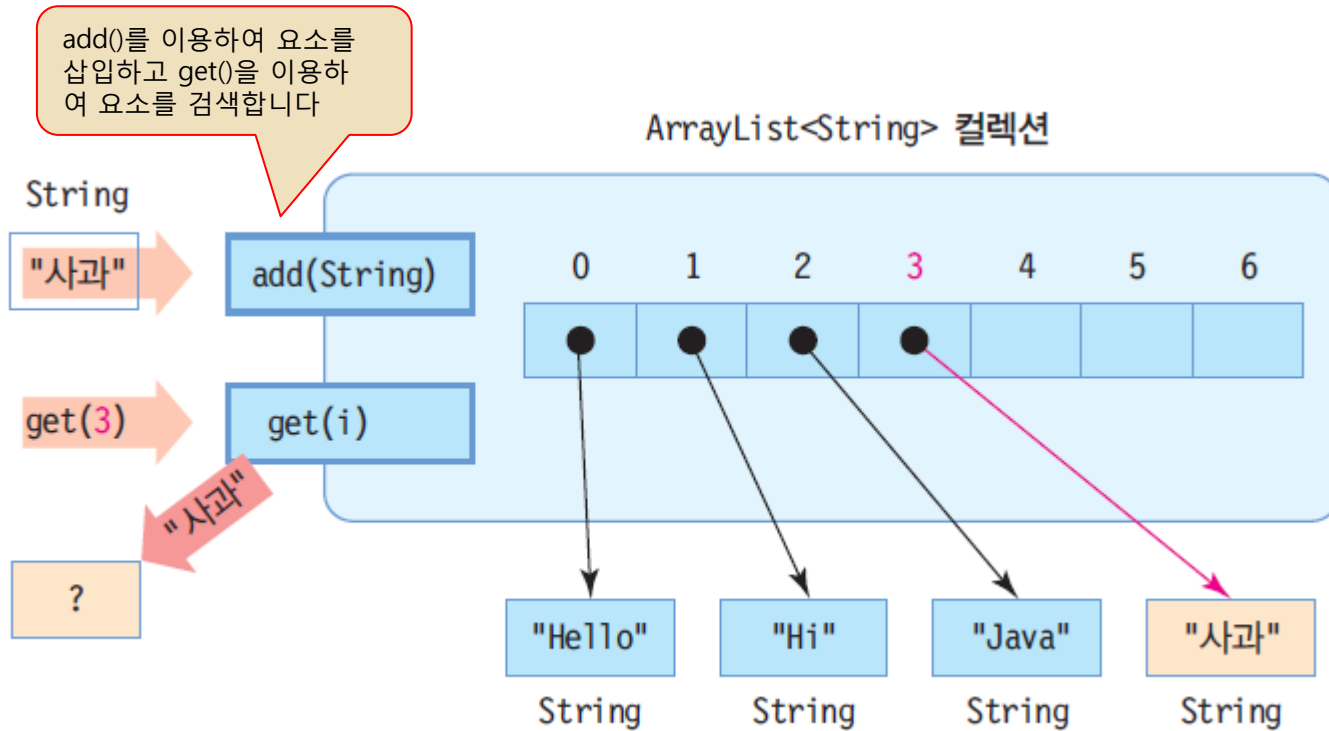 add()를 이용하여 요소를
삽입하고 get()을 이용하
여 요소를 검색합니다
ArrayList<String> 컬렉션
String
"사과"
add(String)
0 1 2 3 4 5 6
get(3)
get(i)
"사과"
?
"Hello" "Hi" "Java" "사과"
String String String String